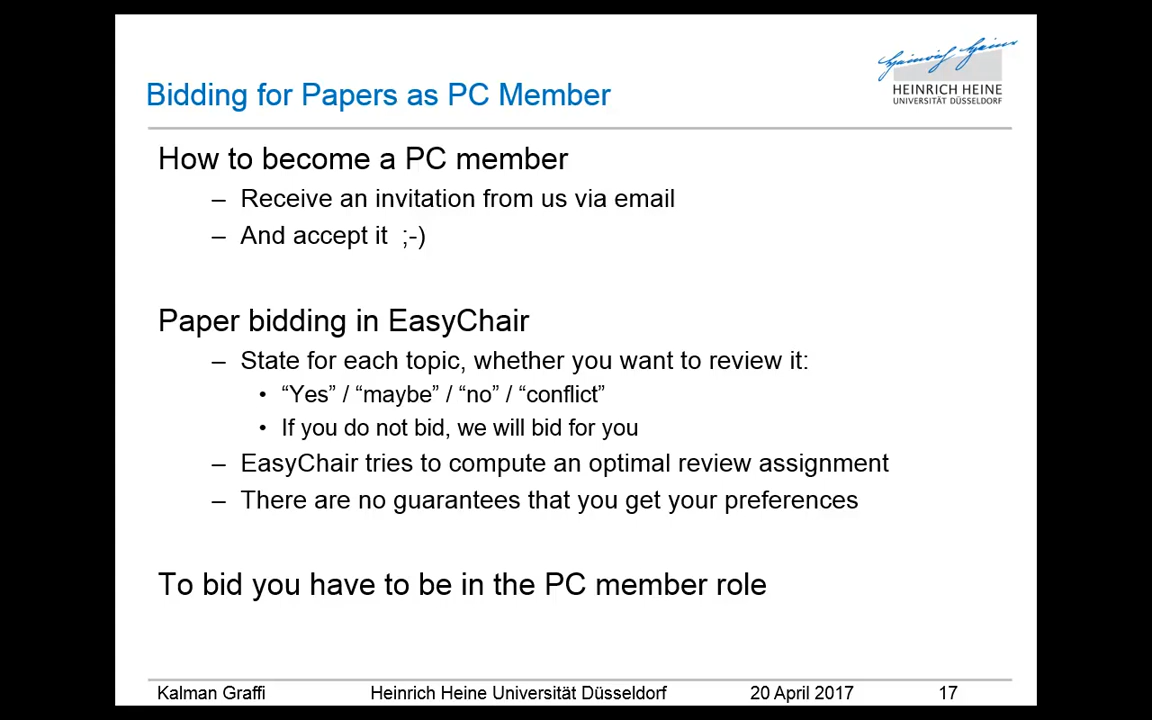 Heinrich Heine
HEINRICH HEINE
UNIVERSITÄT DÜSSELDORF
Bidding for Papers as PC Member
How to become a PC member
– Receive an invitation from us via email
– And accept it ;-)
Paper bidding in EasyChair
– State for each topic, whether you want to review it:
• “Yes” / “maybe” / “no” / “conflict”
• If you do not bid, we will bid for you
– EasyChair tries to compute an optimal review assignment
– There are no guarantees that you get your preferences
To bid you have to be in the PC member role
Kalman Graffi Heinrich Heine Universität Düsseldorf 20 April 2017 17